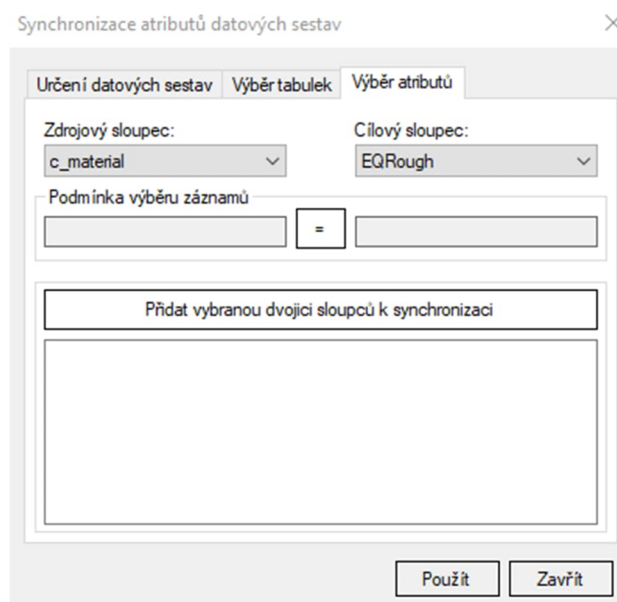 Synchronizace atributů datových sestav
Určení datových sestav Výběr tabulek Výběr atributů
Zdrojový sloupec: Cílový sloupec:
c_material EQRough
Podmínka výběru záznamů
=
Přidat vybranou dvojici sloupců k synchronizaci
Použít Zavřít